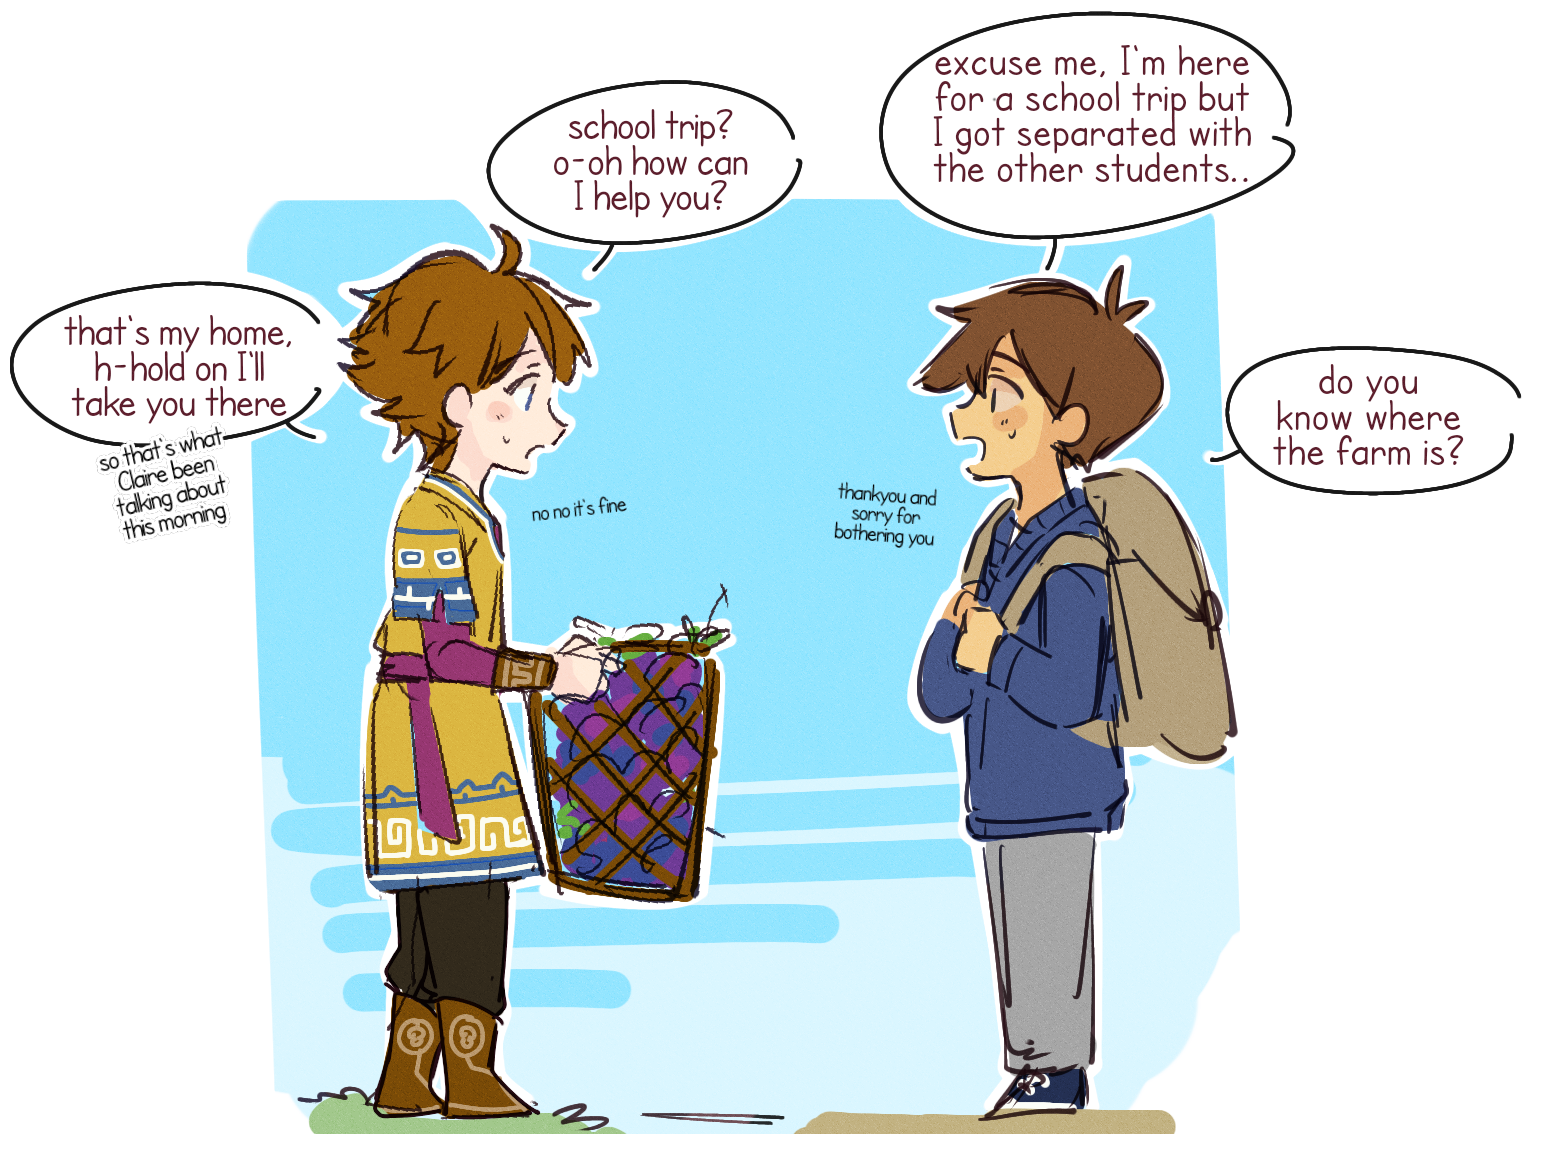 excuse me, I'm here
for a school trip but
I got separated with
the other students..
school trip?
o-oh how can
I help you?
do you
know where
the farm is?
that's my home,
h-hold on I'll
take you there
so that's what
Claire been
talking about
this morning
no no it's fine
thankyou and
sorry for
bothering you